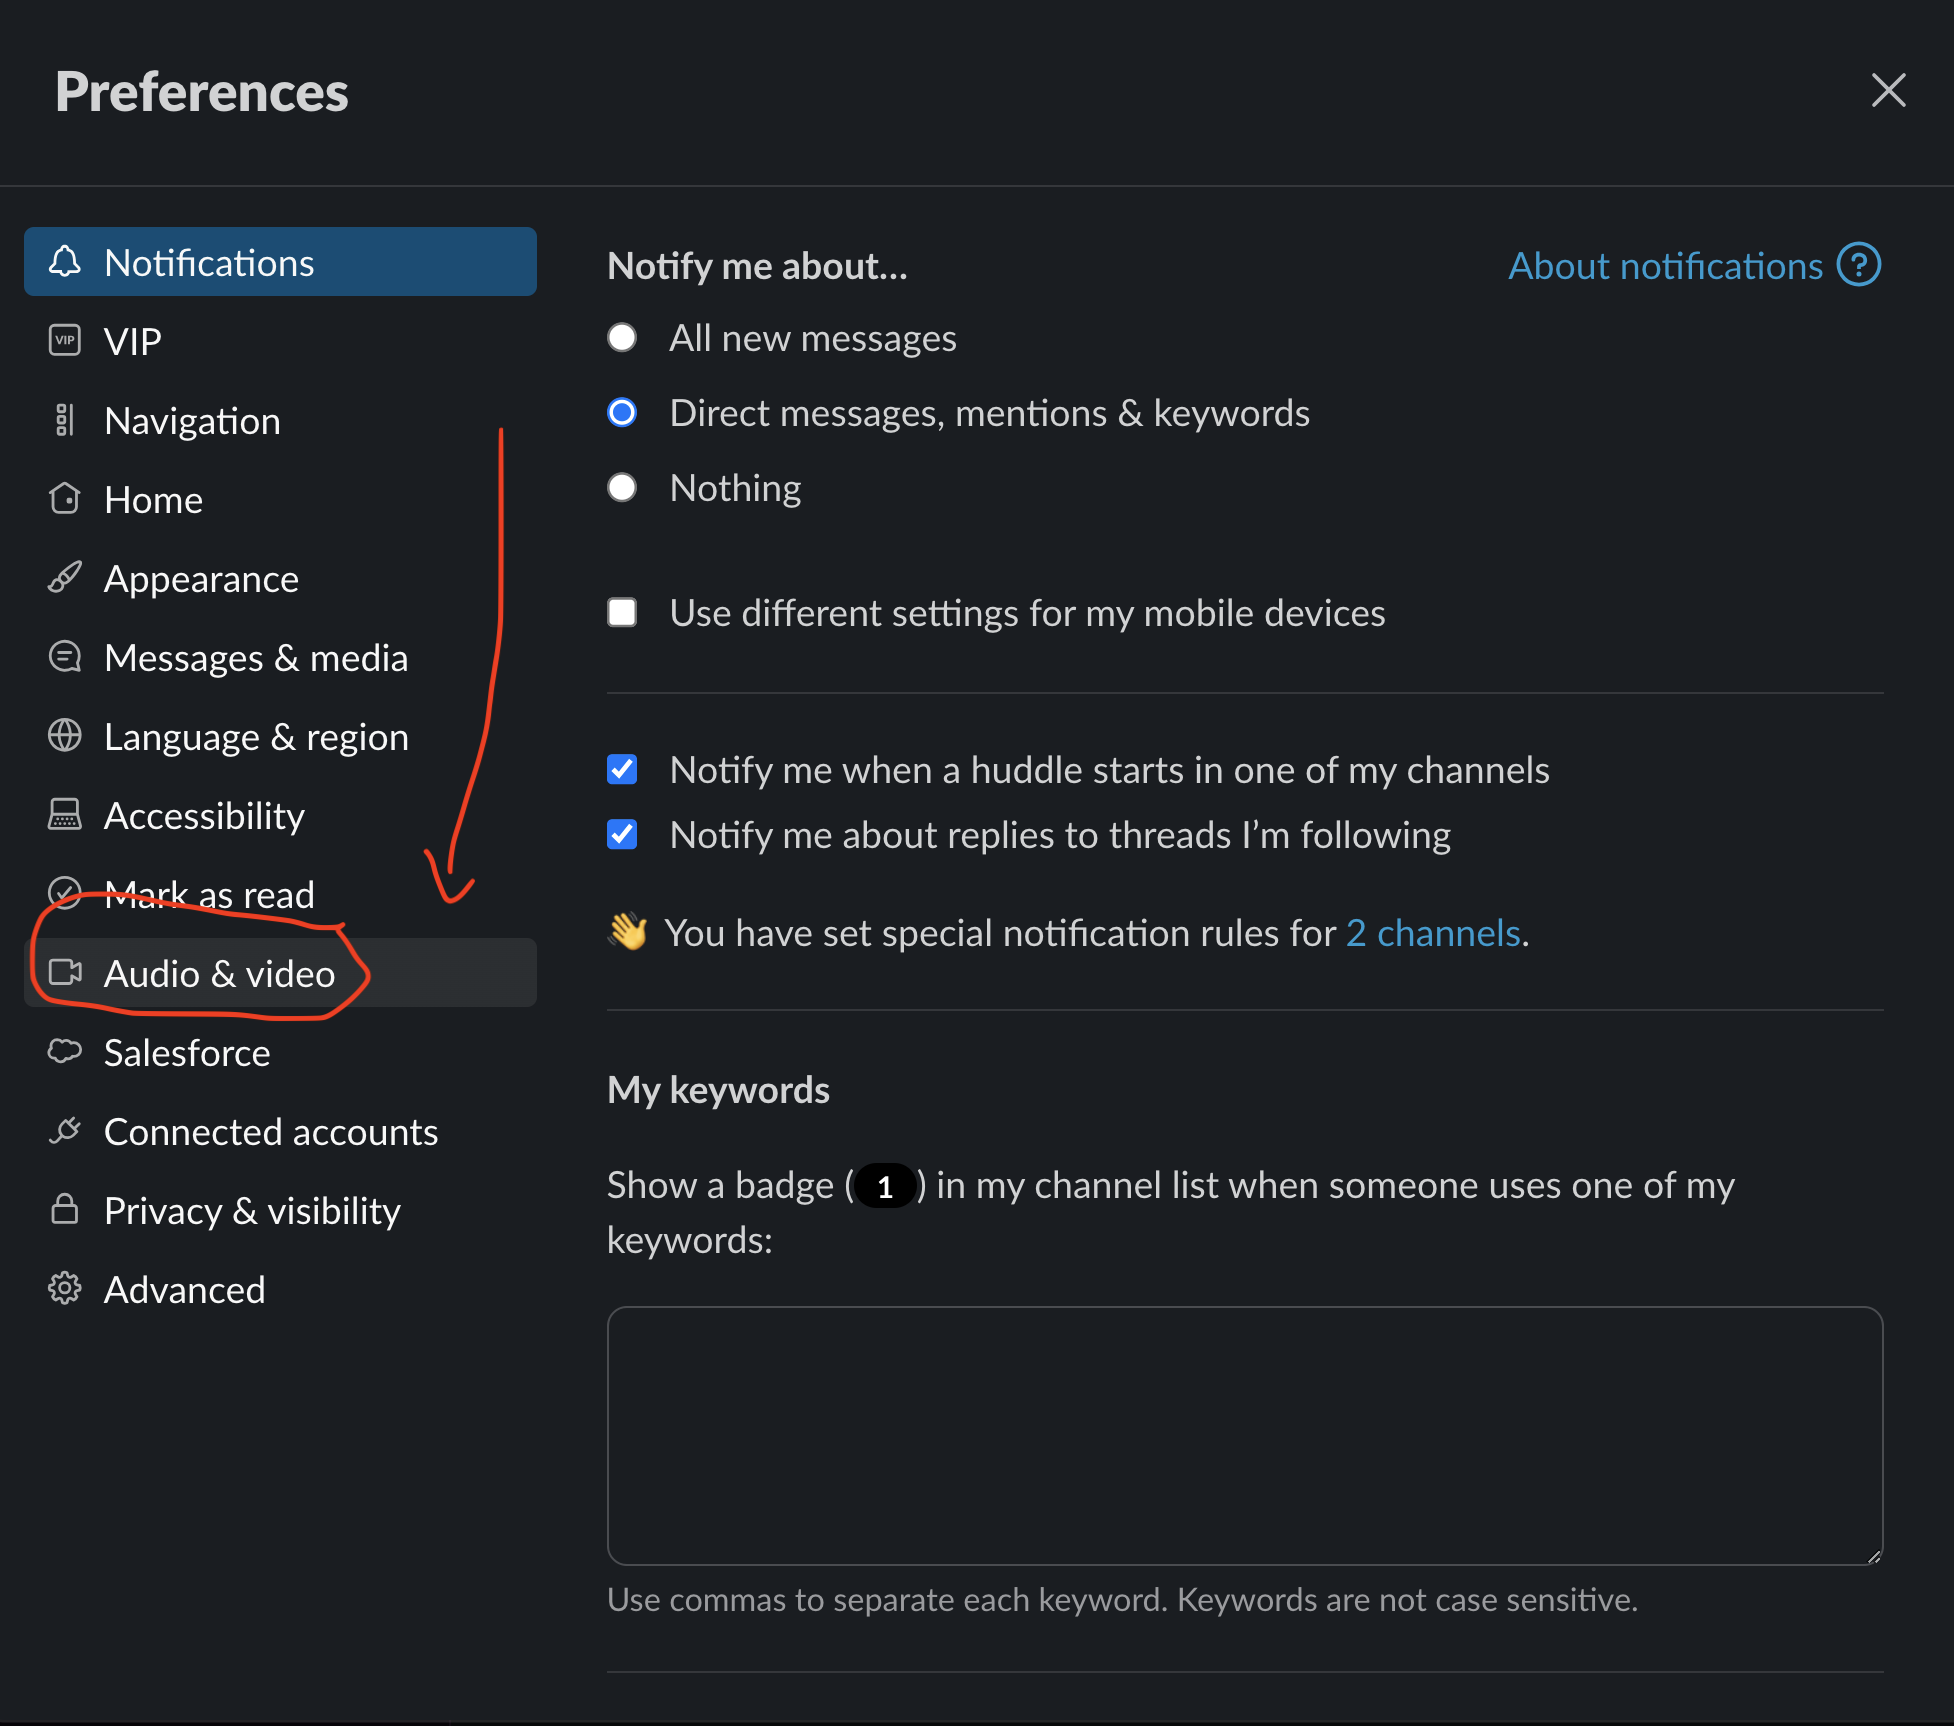 Preferences
Notifications
VIP
VIP
Navigation
Home
Appearance
Messages & media
Language & region
Accessibility
Mark as read
Audio & video
Salesforce
Connected accounts
Privacy & visibility
Advanced
Notify me about...
About notifications ?
All new messages
Direct messages, mentions & keywords
Nothing
Use different settings for my mobile devices
Notify me when a huddle starts in one of my channels
Notify me about replies to threads I’m following
👋 You have set special notification rules for 2 channels.
My keywords
Show a badge (1) in my channel list when someone uses one of my
keywords:
Use commas to separate each keyword. Keywords are not case sensitive.